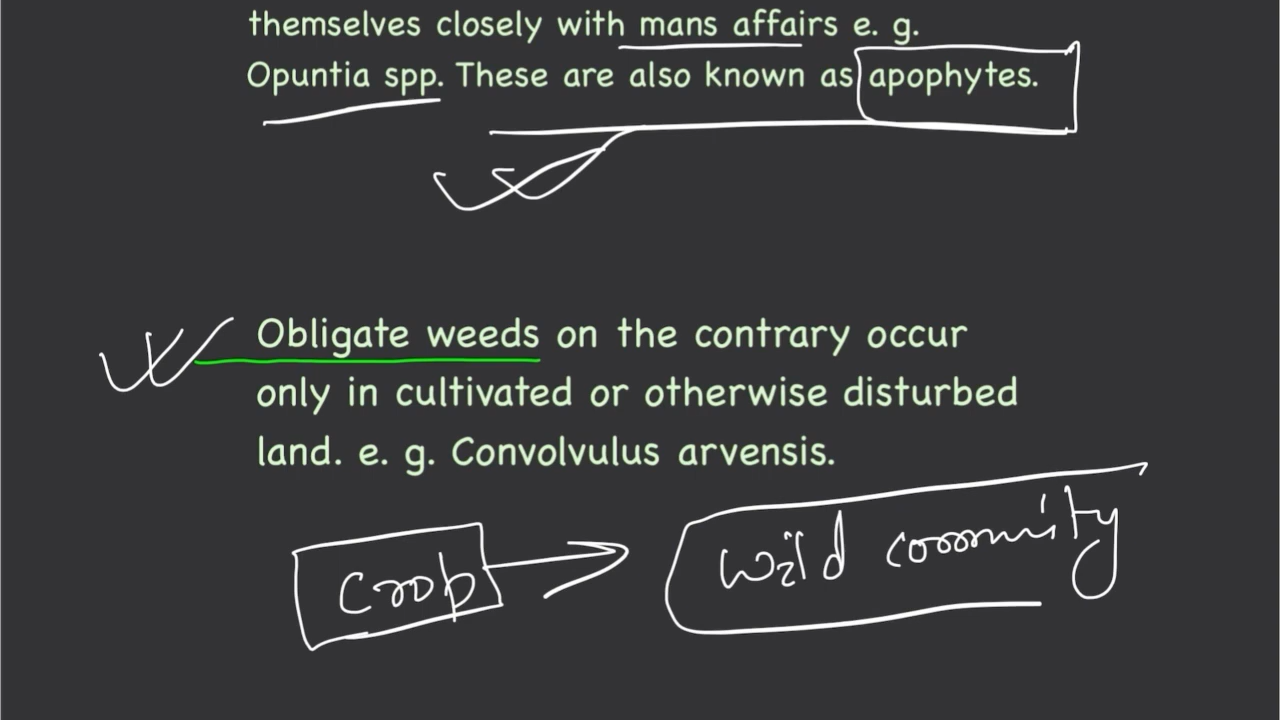 themselves closely with mans affairs e. g.
Opuntia spp. These are also known as apophytes.
Obligate weeds on the contrary occur
only in cultivated or otherwise disturbed
land. e. g. Convolvulus arvensis.
Crop
wild